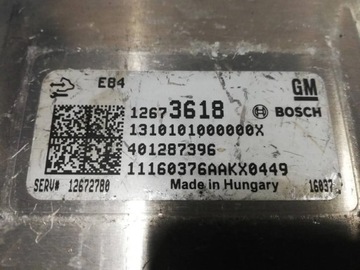 E84
GM
12673618
BOSCH
1310101000000X
401287396
11160376AAKX0449
Made in Hungary
SERV# 12672780
16037